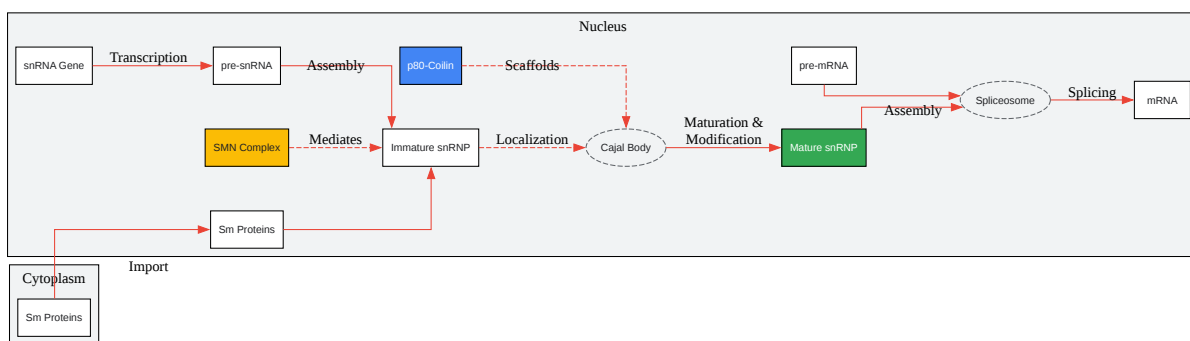 Nucleus
snRNA Gene
Transcription
pre-snRNA
Assembly
p80-Coilin
Scaffolds
pre-mRNA
Spliceosome
Splicing
mRNA
Assembly
SMN Complex
Mediates
Immature snRNP
Localization
Cajal Body
Maturation &
Modification
Mature snRNP
Sm Proteins
Import
Cytoplasm
Sm Proteins